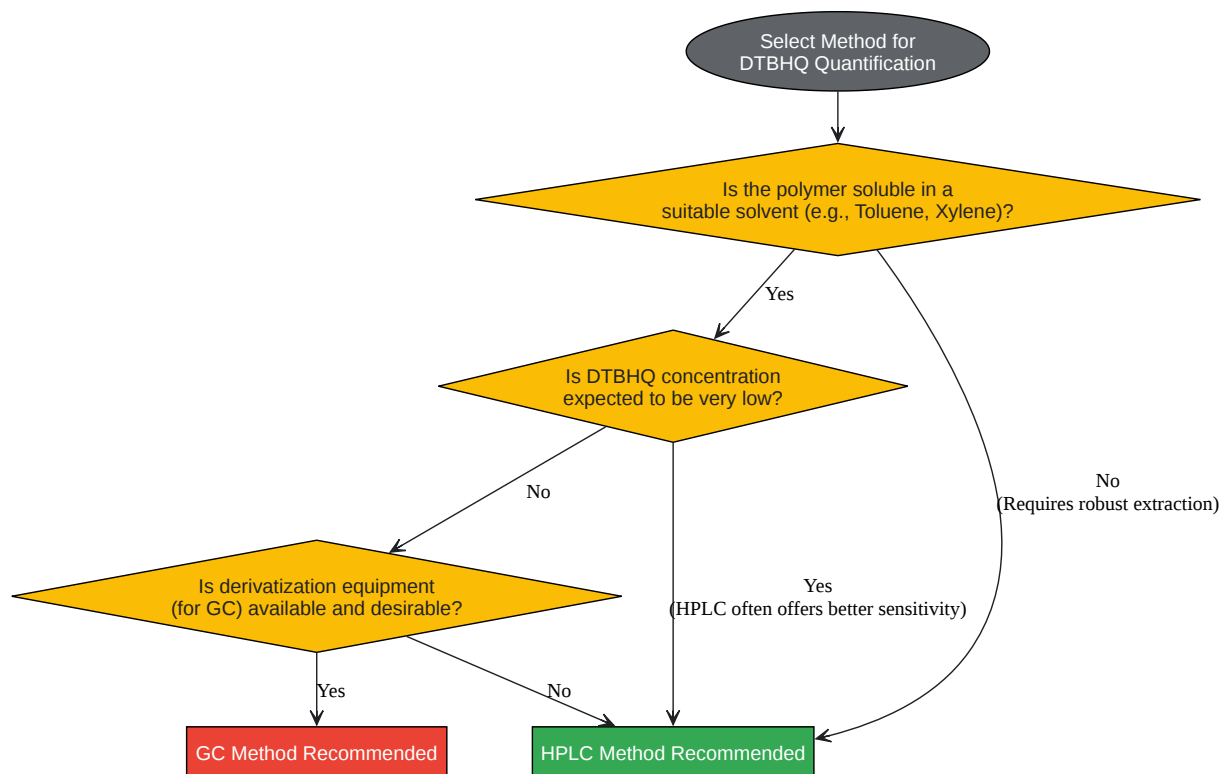 Select Method for
DTBHQ Quantification
Is the polymer soluble in a
suitable solvent (e.g., Toluene, Xylene)?
Yes
Is DTBHQ concentration
expected to be very low?
No
No
(Requires robust extraction)
Is derivatization equipment
(for GC) available and desirable?
Yes
(HPLC often offers better sensitivity)
Yes
No
GC Method Recommended
HPLC Method Recommended